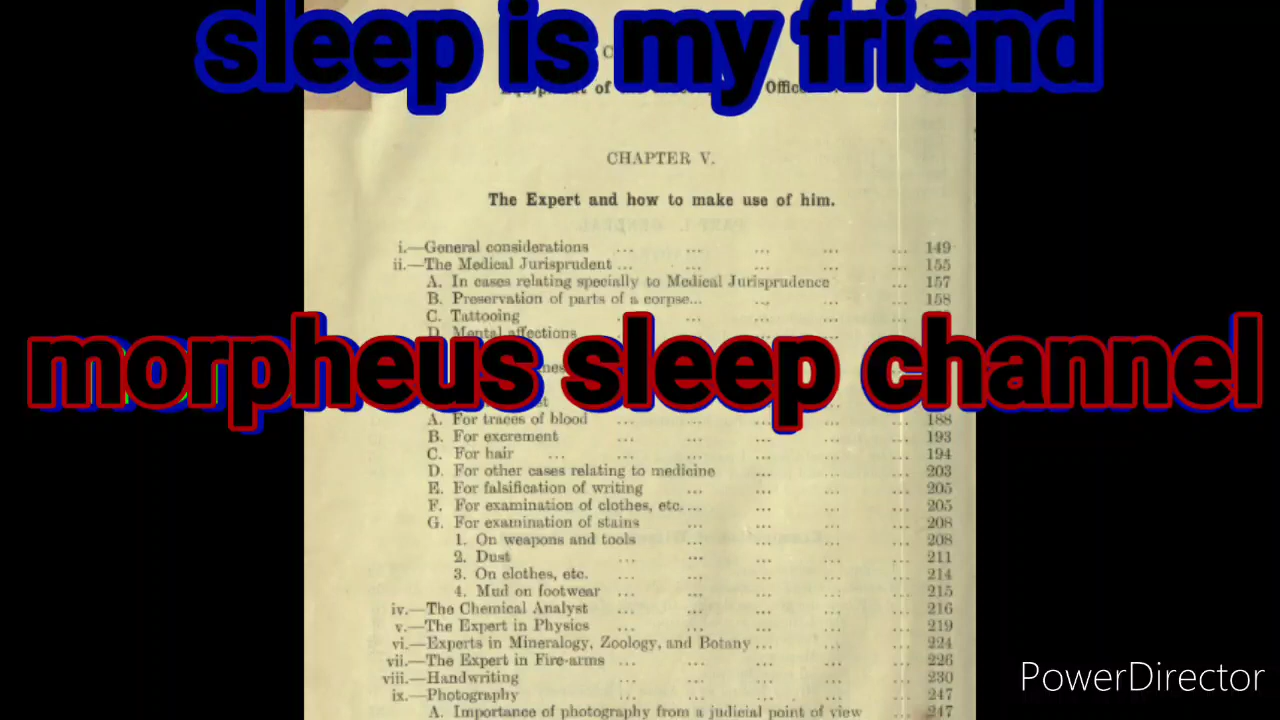 sleep is my friend
CHAPTER V.
The Expert and how to make use of him.
i.—General considerations ... ... ... ... ... 149
ii.—The Medical Jurisprudent ... ... ... ... ... 155
A. In cases relating specially to Medical Jurisprudence ... 157
B. Preservation of parts of a corpse... ... ... ... 158
C. Tattooing ... ... ... ... ...
D. Mental affections
morpheus sleep channel
A. For traces of blood ... ... ... ... ... 188
B. For excrement ... ... ... ... ... 193
C. For hair ... ... ... ... ... ... 194
D. For other cases relating to medicine ... ... ... 203
E. For falsification of writing ... ... ... ... 205
F. For examination of clothes, etc. ... ... ... ... 205
G. For examination of stains ... ... ... ... 208
1. On weapons and tools ... ... ... ... 208
2. Dust ... ... ... ... ... 211
3. On clothes, etc. ... ... ... ... ... 214
4. Mud on footwear ... ... ... ... ... 215
iv.—The Chemical Analyst ... ... ... ... ... 216
v.—The Expert in Physics ... ... ... ... ... 219
vi.—Experts in Mineralogy, Zoology, and Botany ... ... ... 224
vii.—The Expert in Fire-arms ... ... ... ... ... 226
viii.—Handwriting ... ... ... ... ... 230
ix.—Photography ... ... ... ... ... 247
A. Importance of photography from a judicial point of view ... 247
PowerDirector